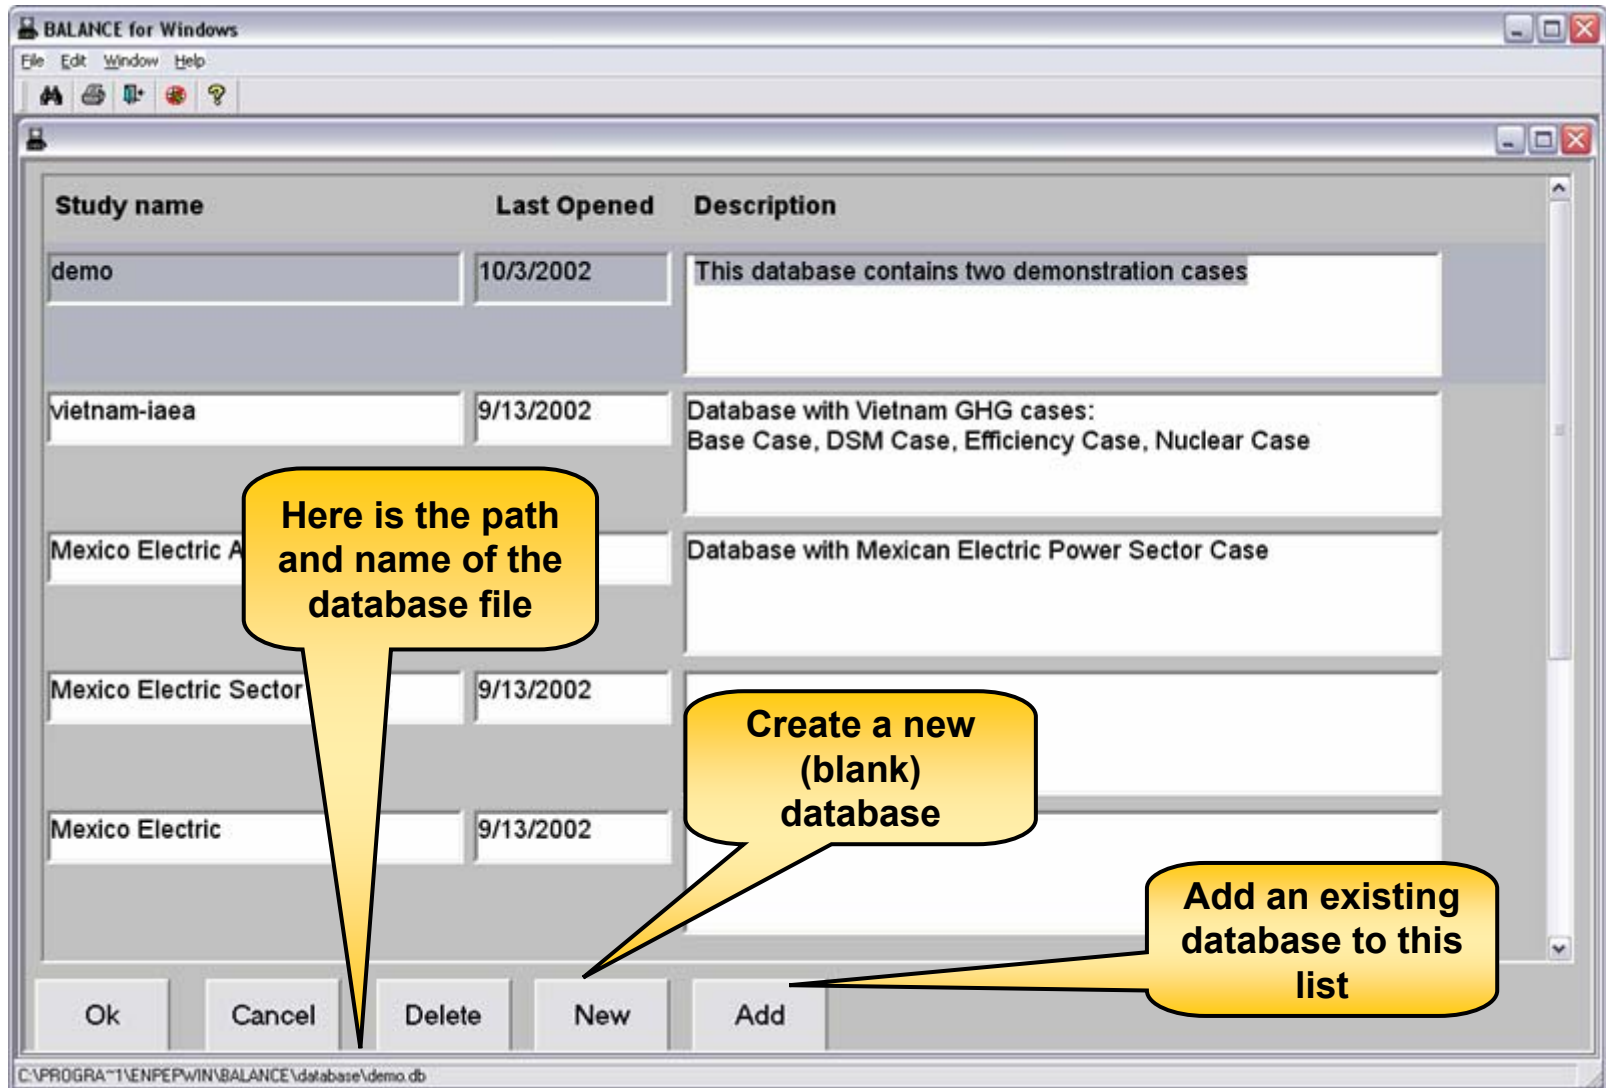 BALANCE for Windows
File Edit Window Help
Study name Last Opened Description
demo 10/3/2002 This database contains two demonstration cases
vietnam-iaea 9/13/2002 Database with Vietnam GHG cases:
Base Case, DSM Case, Efficiency Case, Nuclear Case
Here is the path
and name of the
database file
Mexico Electric A Database with Mexican Electric Power Sector Case
Mexico Electric Sector 9/13/2002
Create a new
(blank)
database
Mexico Electric 9/13/2002
Add an existing
database to this
list
Ok Cancel Delete New Add
C:\PROGRA~1\ENPEPWIN\BALANCE\database\demo.db